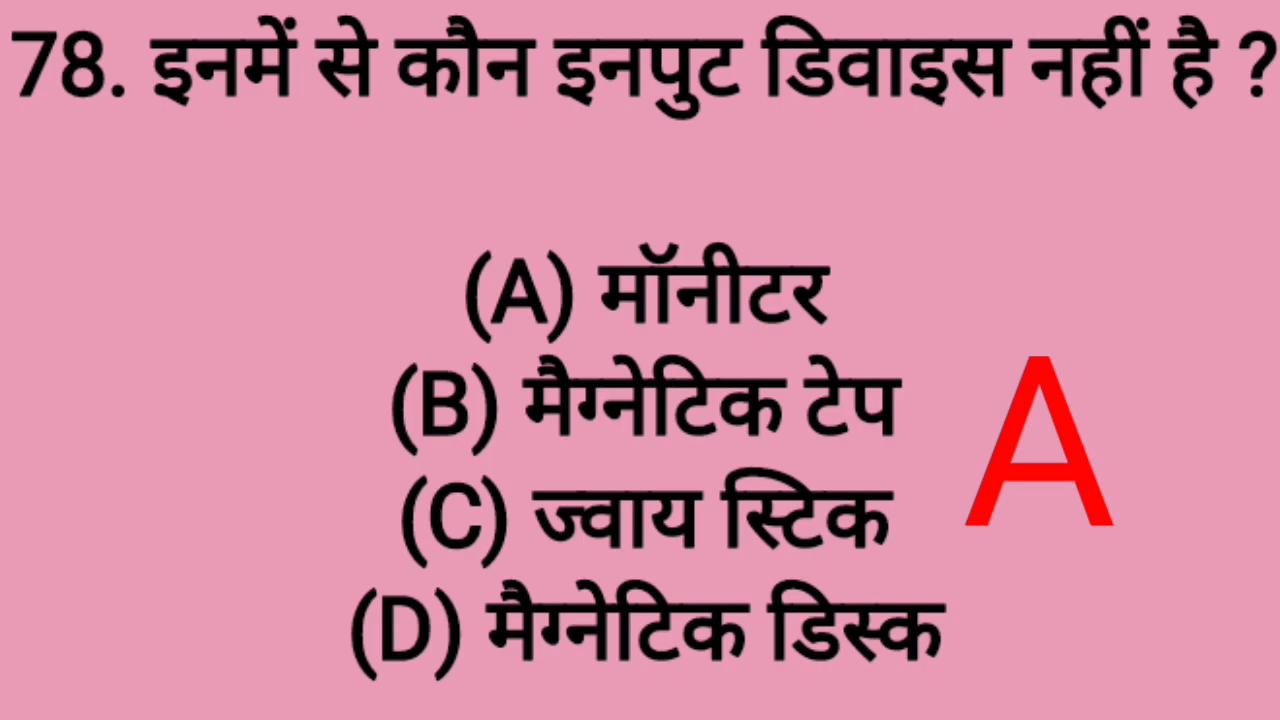 78. इनमें से कौन इनपुट डिवाइस नहीं है ?
(A) मॉनीटर
(B) मैग्नेटिक टेप
(C) ज्वाय स्टिक
(D) मैग्नेटिक डिस्क
A